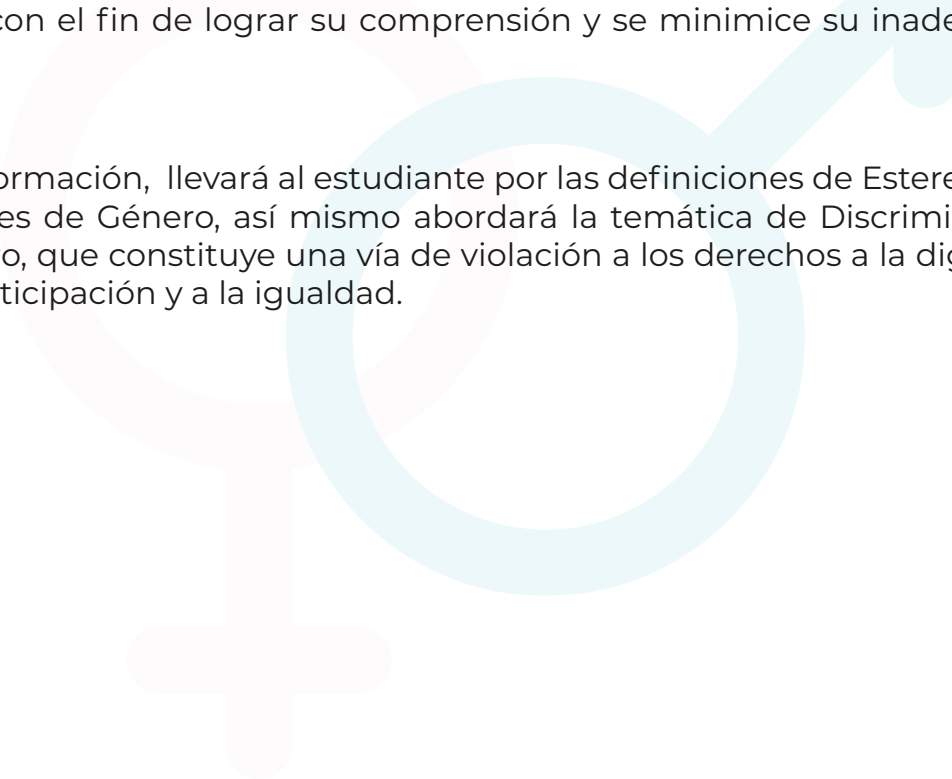 con el fin de lograr su comprensión y se minimice su inade
ormación, llevará al estudiante por las definiciones de Estere
es de Género, así mismo abordará la temática de Discrimi
o, que constituye una vía de violación a los derechos a la dig
ticipación y a la igualdad.